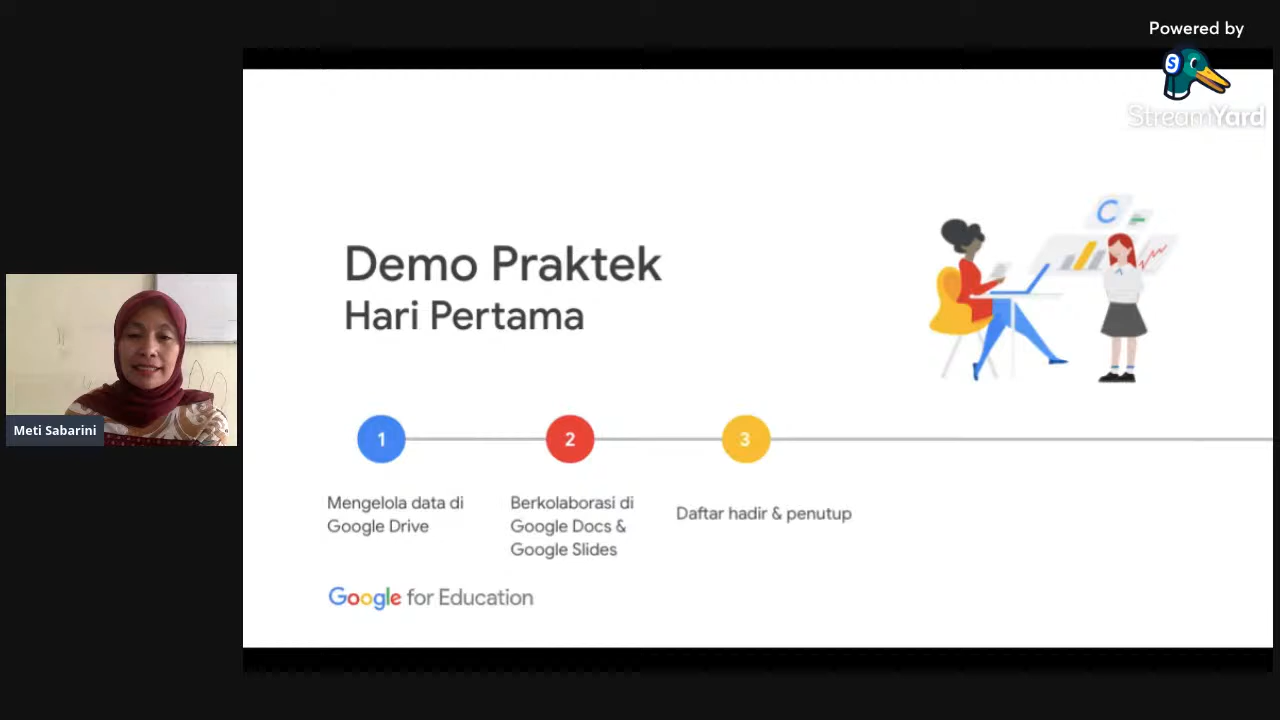 Powered by
S
StreamYard
Demo Praktek
Hari Pertama
C
Meti Sabarini
1
2
3
Mengelola data di
Google Drive
Berkolaborasi di
Google Docs &
Google Slides
Daftar hadir & penutup
Google for Education